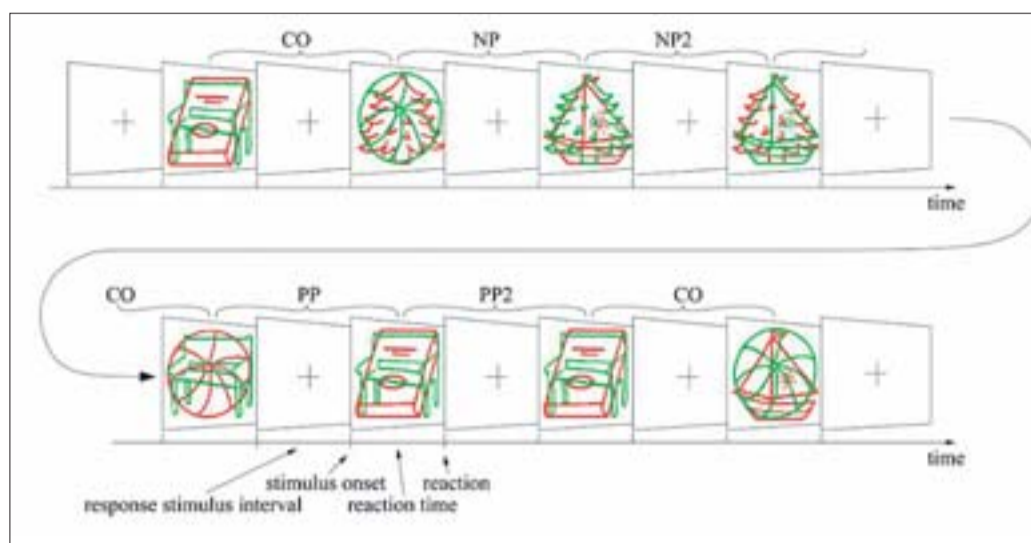 CO NP NP2
time
CO PP PP2 CO
time
stimulus onset reaction
response stimulus interval reaction time